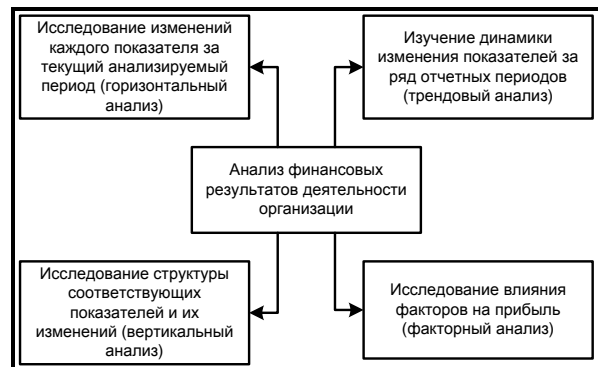 Исследование изменений
каждого показателя за
текущий анализируемый
период (горизонтальный
анализ)
Изучение динамики
изменения показателей за
ряд отчетных периодов
(трендовый анализ)
Анализ финансовых
результатов деятельности
организации
Исследование структуры
соответствующих
показателей и их
изменений (вертикальный
анализ)
Исследование влияния
факторов на прибыль
(факторный анализ)